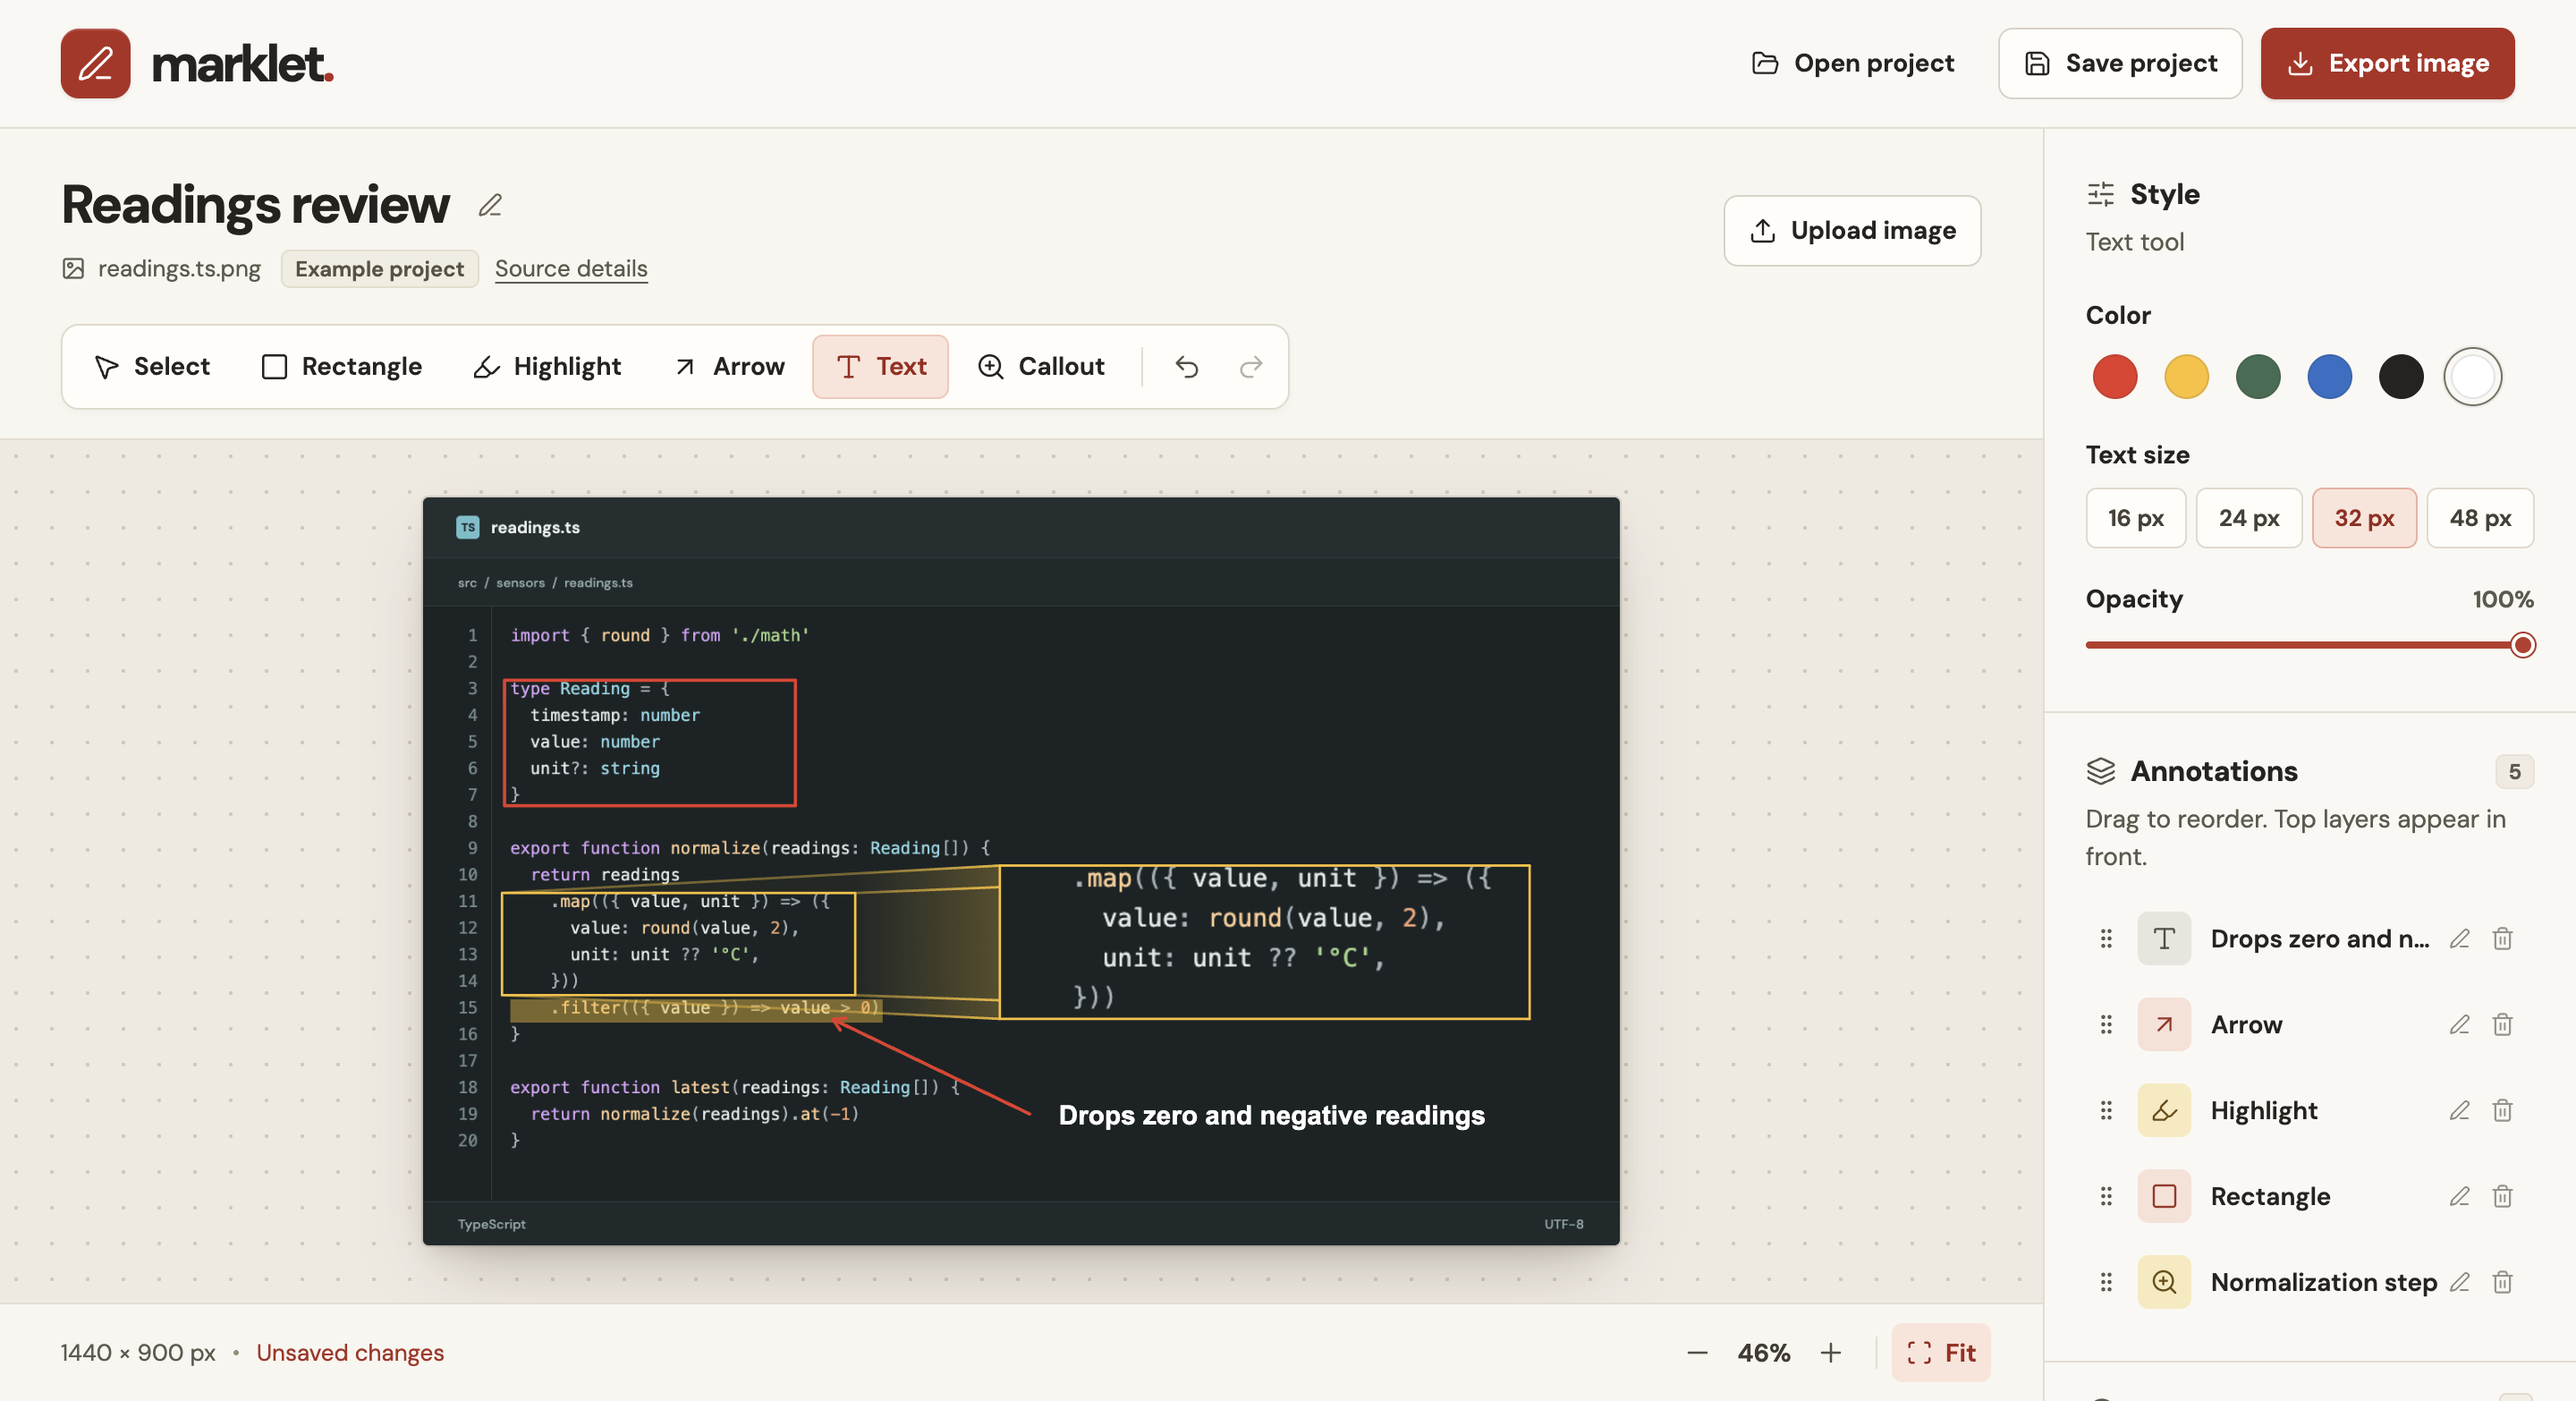 marklet.
Open project
Save project
Export image
Readings review
readings.ts.png
Example project
Source details
Upload image
Select
Rectangle
Highlight
Arrow
Text
Callout
TS readings.ts
src / sensors / readings.ts
1 import { round } from './math'
2
3 type Reading = {
4 timestamp: number
5 value: number
6 unit?: string
7 }
8
9 export function normalize(readings: Reading[]) {
10 return readings
11 .map(({ value, unit }) => ({
12 value: round(value, 2),
13 unit: unit ?? '°C',
14 }))
15 .filter(({ value }) => value > 0)
16 }
17
18 export function latest(readings: Reading[]) {
19 return normalize(readings).at(-1)
20 }
.map(({ value, unit }) => ({
value: round(value, 2),
unit: unit ?? '°C',
}))
Drops zero and negative readings
TypeScript
UTF-8
1440 × 900 px • Unsaved changes
46%
Fit
Style
Text tool
Color
Text size
16 px
24 px
32 px
48 px
Opacity
100%
Annotations
5
Drag to reorder. Top layers appear in
front.
Drops zero and n...
Arrow
Highlight
Rectangle
Normalization step